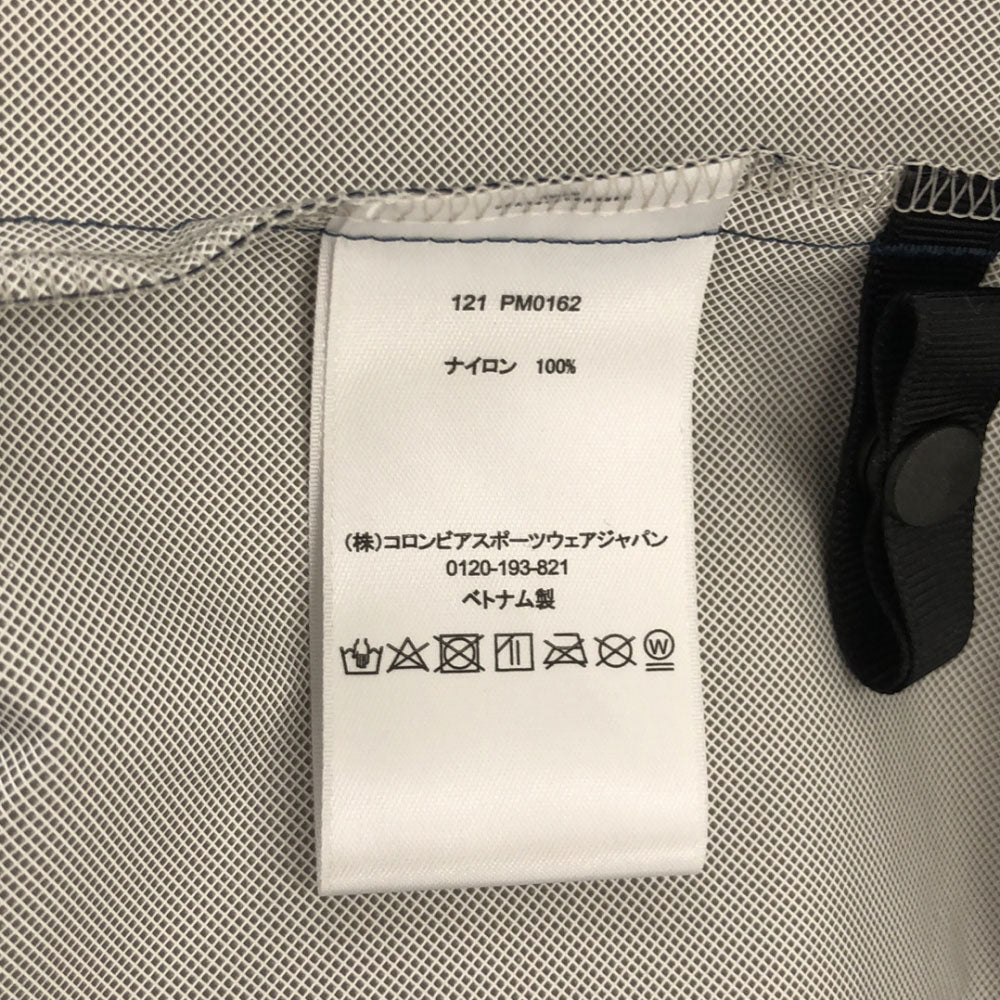 121 PM0162
ナイロン 100%
(株)コロンビアスポーツウェアジャパン
0120-193-821
ベトナム製
W